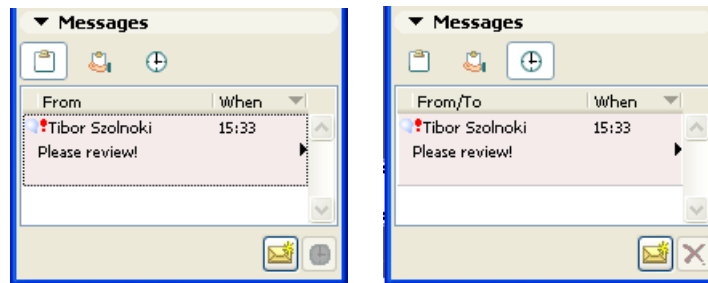 Messages
From When
Tibor Szolnoki 15:33
Please review!
Messages
From/To When
Tibor Szolnoki 15:33
Please review!